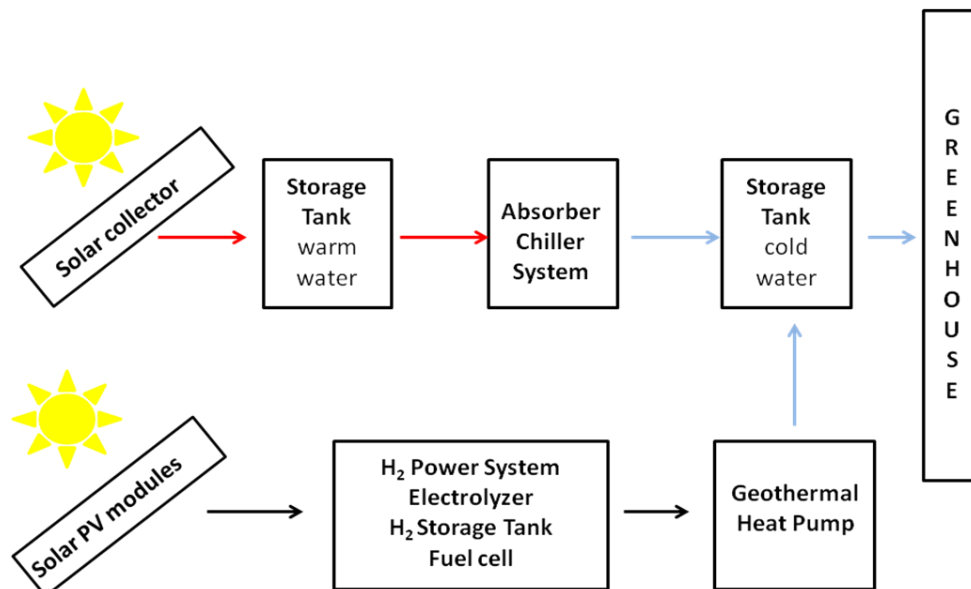 Solar collector
Storage
Tank
warm
water
Absorber
Chiller
System
Storage
Tank
cold
water
GREENHOUSE
Solar PV modules
H₂ Power System
Electrolyzer
H₂ Storage Tank
Fuel cell
Geothermal
Heat Pump